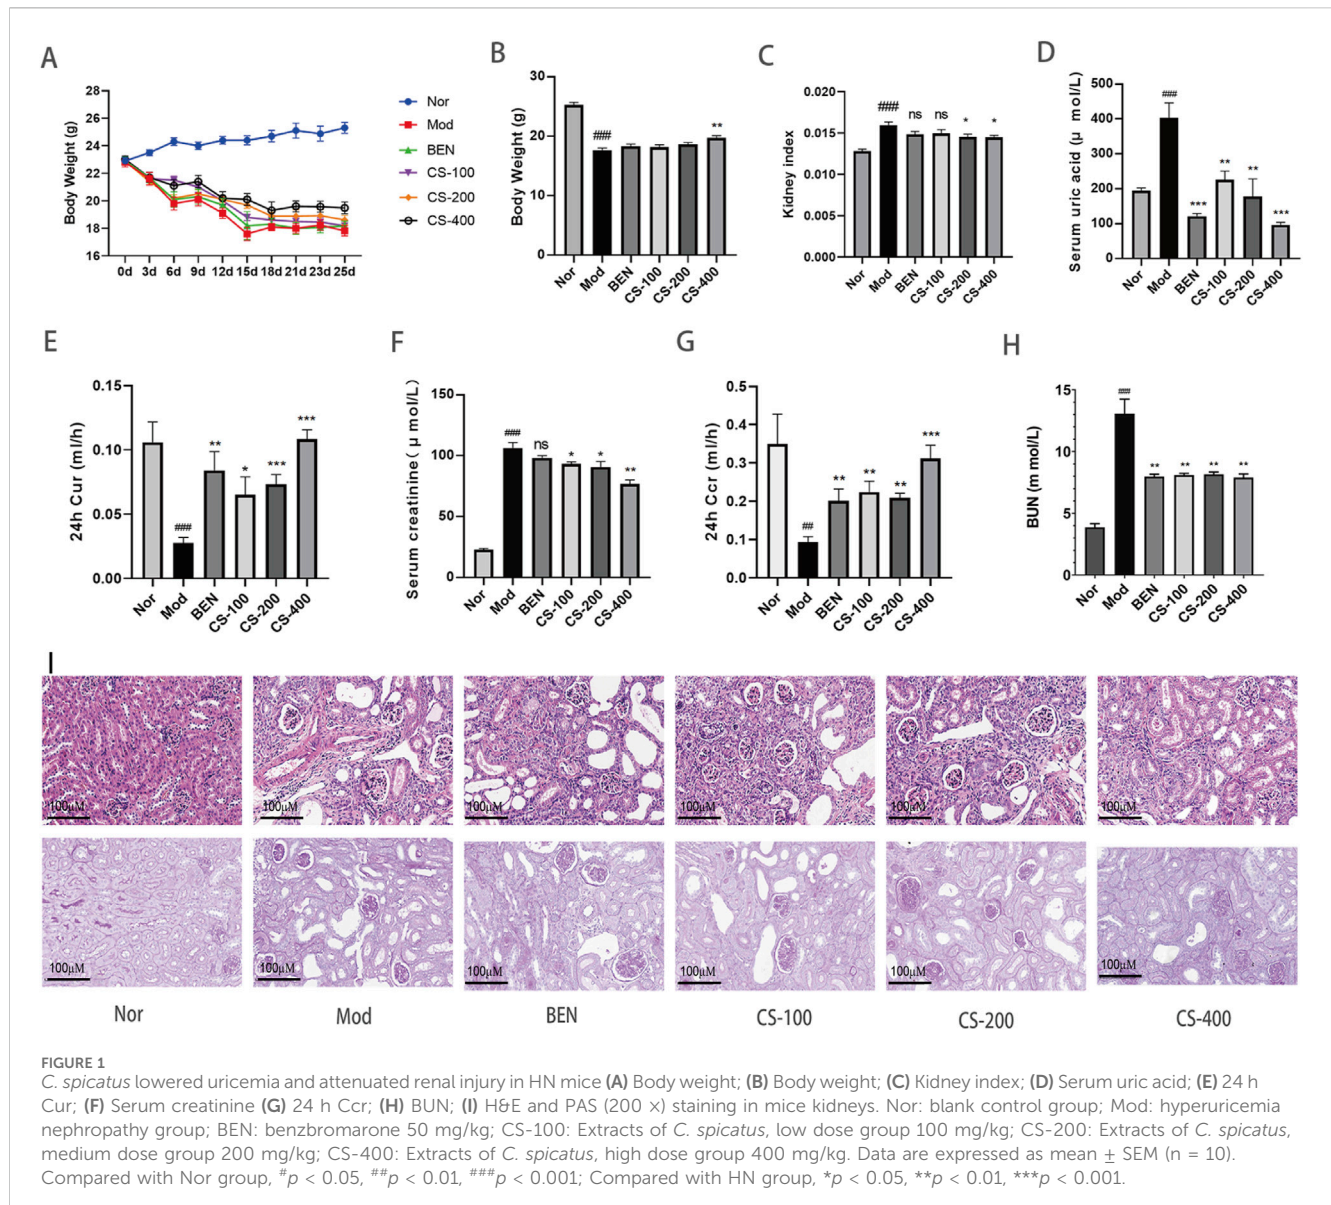 A
Body Weight (g)
26
24
22
20
18
16
0d 3d 6d 9d 12d 15d 18d 21d 23d 25d
Nor
Mod
BEN
CS-100
CS-200
CS-400
B
Body Weight (g)
30
20
10
0
###
**
Nor Mod BEN CS-100 CS-200 CS-400
C
Kidney index
0.020
0.015
0.010
0.005
0.000
###
ns
ns
*
*
Nor Mod BEN CS-100 CS-200 CS-400
D
Serum uric acid (μ mol/L)
500
400
300
200
100
0
###
***
**
**
***
Nor Mod BEN CS-100 CS-200 CS-400
E
24h Cur (ml/h)
0.15
0.10
0.05
0.00
###
**
*
***
***
Nor Mod BEN CS-100 CS-200 CS-400
F
Serum creatinine( μ mol/L)
150
100
50
0
###
ns
*
*
**
Nor Mod BEN CS-100 CS-200 CS-400
G
24h Ccr (ml/h)
0.5
0.4
0.3
0.2
0.1
0.0
##
**
**
**
***
Nor Mod BEN CS-100 CS-200 CS-400
H
BUN (m mol/L)
15
10
5
0
###
**
**
**
**
Nor Mod BEN CS-100 CS-200 CS-400
I
100μM 100μM 100μM 100μM 100μM 100μM
100μM 100μM 100μM 100μM 100μM 100μM
Nor Mod BEN CS-100 CS-200 CS-400
FIGURE 1
C. spicatus lowered uricemia and attenuated renal injury in HN mice (A) Body weight; (B) Body weight; (C) Kidney index; (D) Serum uric acid; (E) 24 h
Cur; (F) Serum creatinine (G) 24 h Ccr; (H) BUN; (I) H&E and PAS (200 ×) staining in mice kidneys. Nor: blank control group; Mod: hyperuricemia
nephropathy group; BEN: benzbromarone 50 mg/kg; CS-100: Extracts of C. spicatus, low dose group 100 mg/kg; CS-200: Extracts of C. spicatus,
medium dose group 200 mg/kg; CS-400: Extracts of C. spicatus, high dose group 400 mg/kg. Data are expressed as mean ± SEM (n = 10).
Compared with Nor group, #p < 0.05, ##p < 0.01, ###p < 0.001; Compared with HN group, *p < 0.05, **p < 0.01, ***p < 0.001.